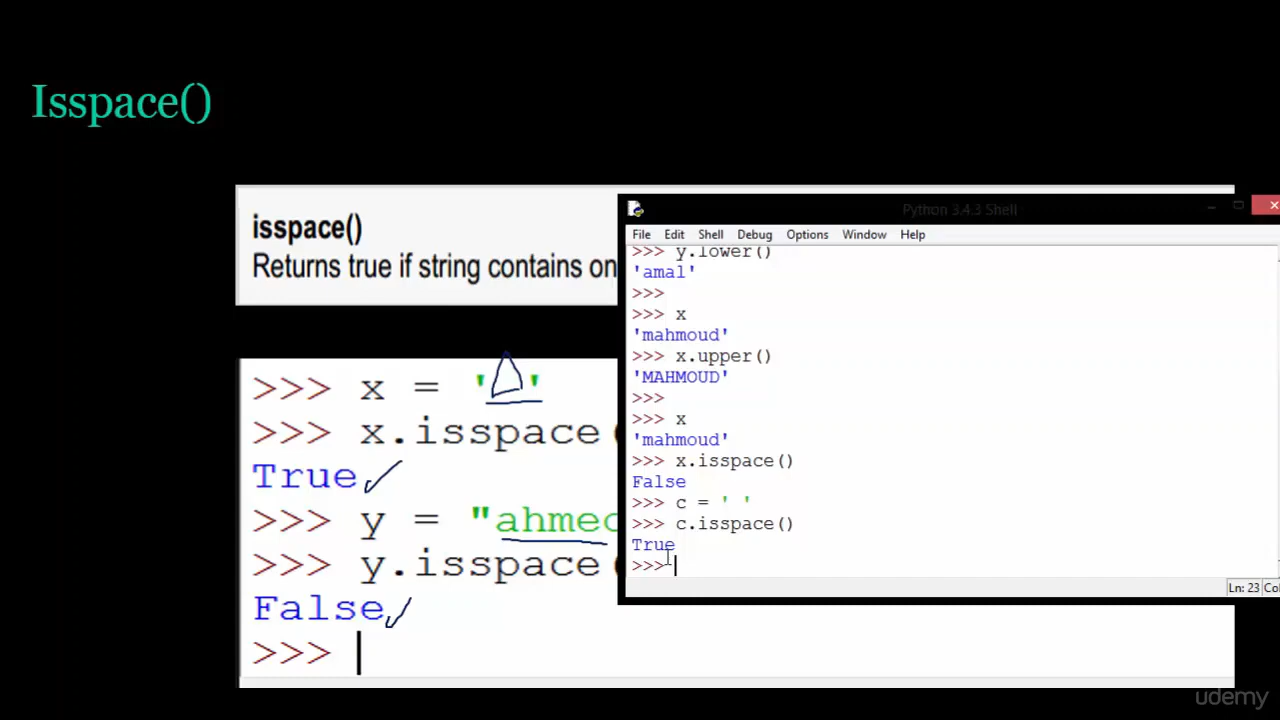 Isspace()
isspace()
Returns true if string contains on
>>> x = ' '
>>> x.isspace(
True
>>> y = "ahmed
>>> y.isspace(
False
>>>
Python 3.4.3 Shell
File Edit Shell Debug Options Window Help
>>> y.lower()
'amal'
>>>
>>> x
'mahmoud'
>>> x.upper()
'MAHMOUD'
>>>
>>> x
'mahmoud'
>>> x.isspace()
False
>>> c = ' '
>>> c.isspace()
True
>>>
Ln: 23 Co
udemy